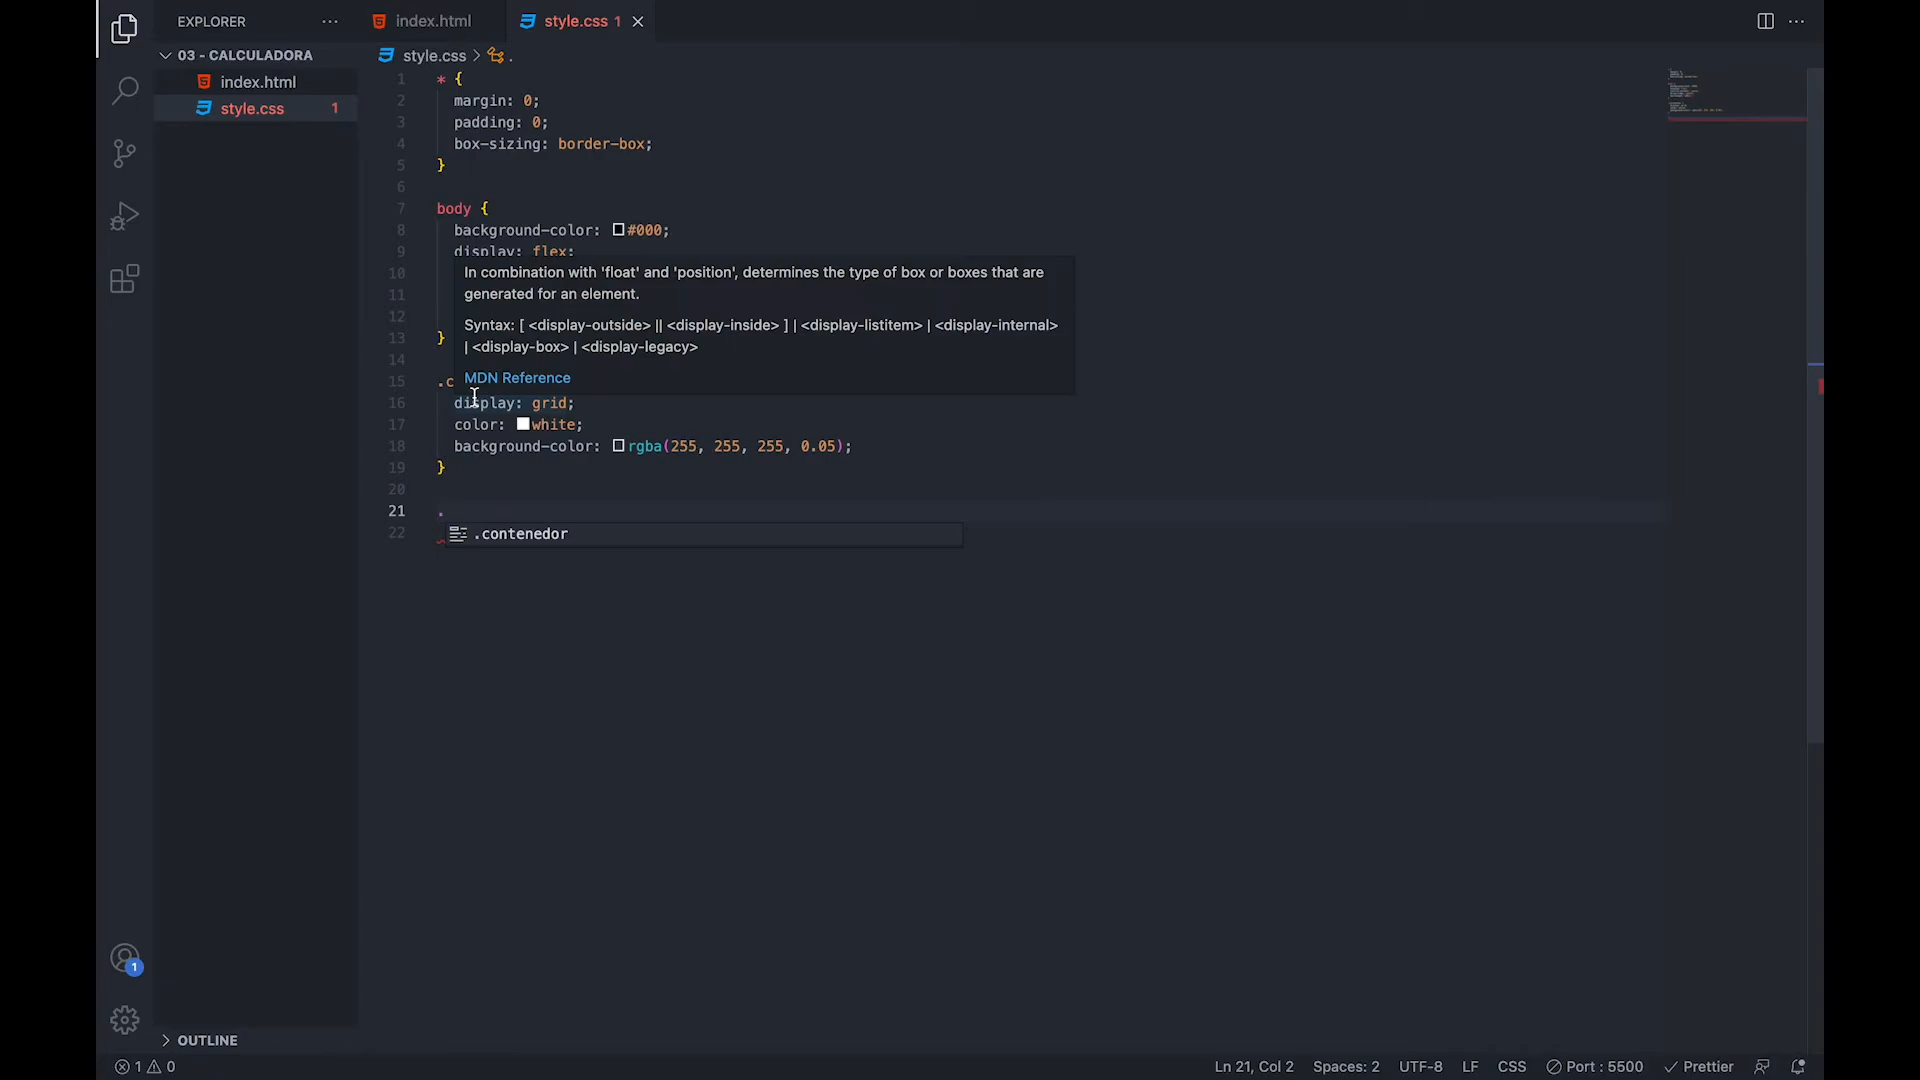 EXPLORER
index.html
style.css 1
03 - CALCULADORA
index.html
style.css 1
style.css > .
1 * {
2 margin: 0;
3 padding: 0;
4 box-sizing: border-box;
5 }
6
7 body {
8 background-color: #000;
9 display: flex;
10
11
12
13 }
14
15 .c
16 display: grid;
17 color: white;
18 background-color: rgba(255, 255, 255, 0.05);
19 }
20
21 .
22
In combination with 'float' and 'position', determines the type of box or boxes that are
generated for an element.
Syntax: [ <display-outside> || <display-inside> ] | <display-listitem> | <display-internal>
| <display-box> | <display-legacy>
MDN Reference
.contenedor
1
OUTLINE
1 0
Ln 21, Col 2 Spaces: 2 UTF-8 LF CSS Port : 5500 Prettier